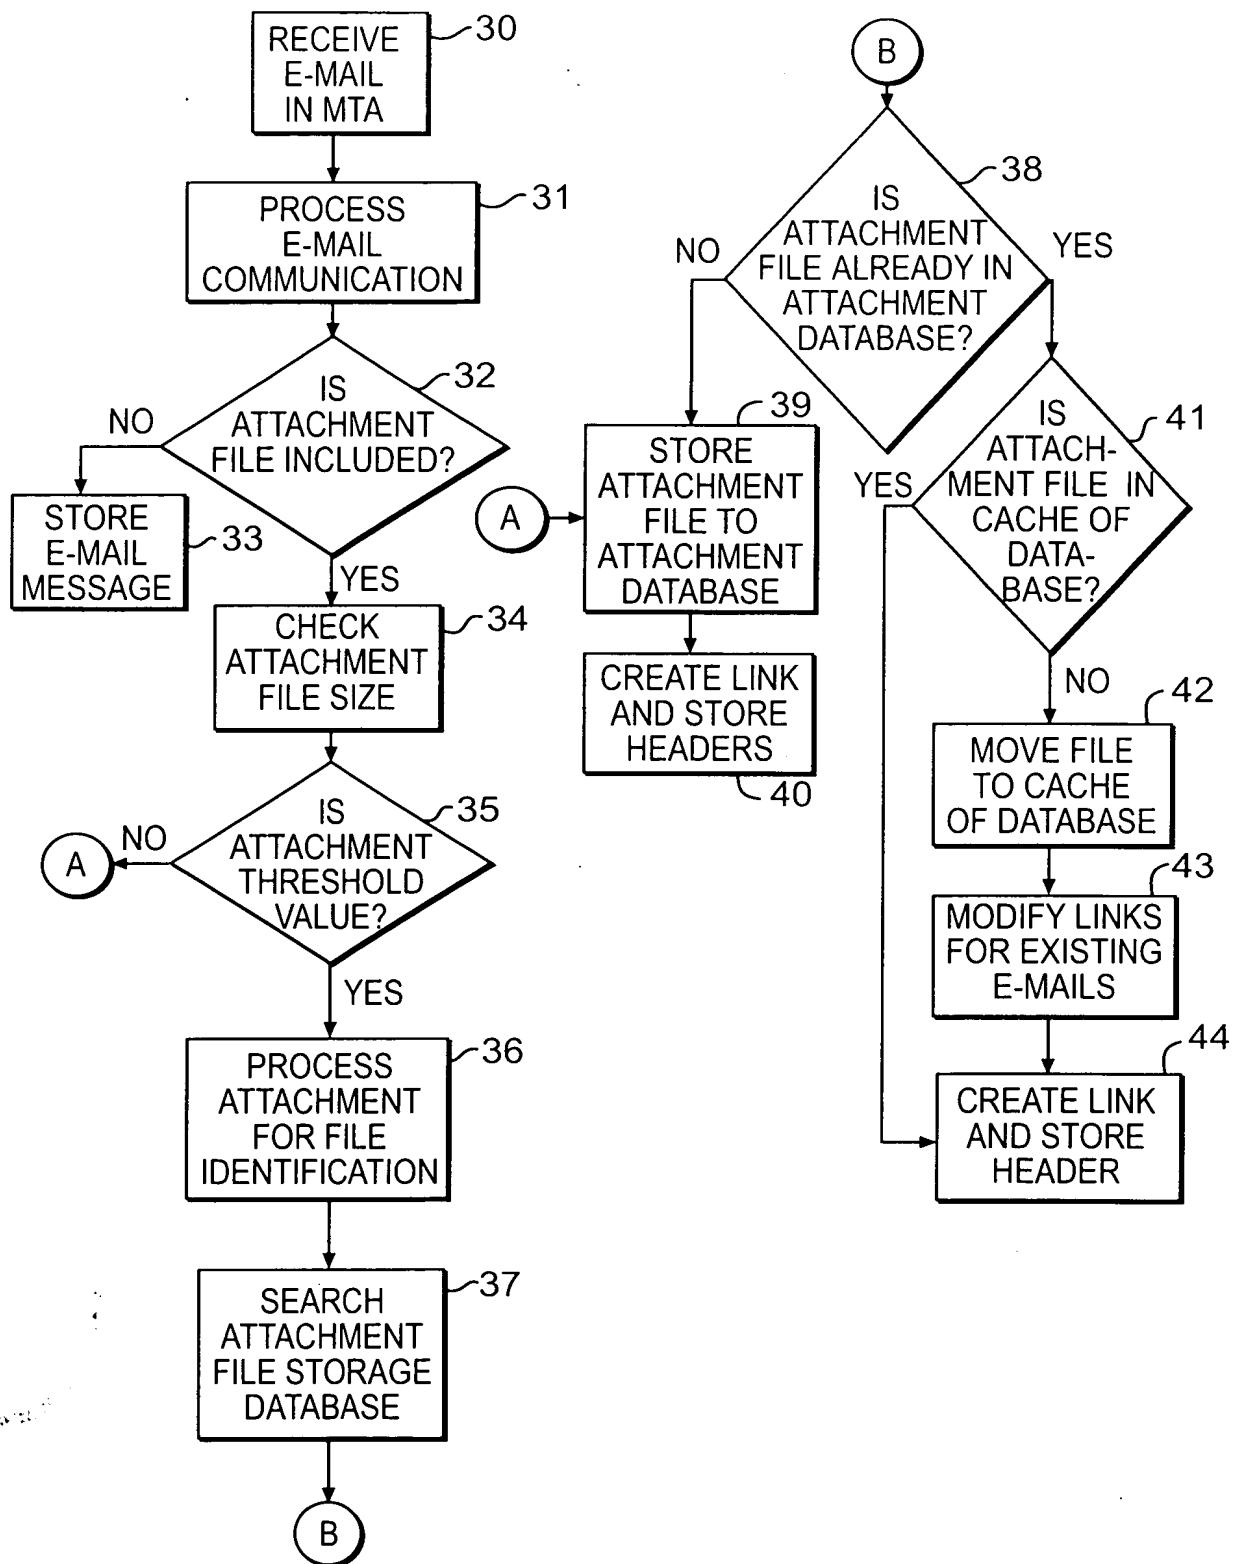 30
RECEIVE
E-MAIL
IN MTA
31
PROCESS
E-MAIL
COMMUNICATION
32
IS
ATTACHMENT
FILE INCLUDED?
NO
YES
33
STORE
E-MAIL
MESSAGE
34
CHECK
ATTACHMENT
FILE SIZE
35
IS
ATTACHMENT
THRESHOLD
VALUE?
NO
A
YES
36
PROCESS
ATTACHMENT
FOR FILE
IDENTIFICATION
37
SEARCH
ATTACHMENT
FILE STORAGE
DATABASE
B
B
38
IS
ATTACHMENT
FILE ALREADY IN
ATTACHMENT
DATABASE?
NO
YES
39
STORE
ATTACHMENT
FILE TO
ATTACHMENT
DATABASE
A
CREATE LINK
AND STORE
HEADERS
40
41
IS
ATTACH-
MENT FILE IN
CACHE OF
DATA-
BASE?
YES
NO
42
MOVE FILE
TO CACHE
OF DATABASE
43
MODIFY LINKS
FOR EXISTING
E-MAILS
44
CREATE LINK
AND STORE
HEADER